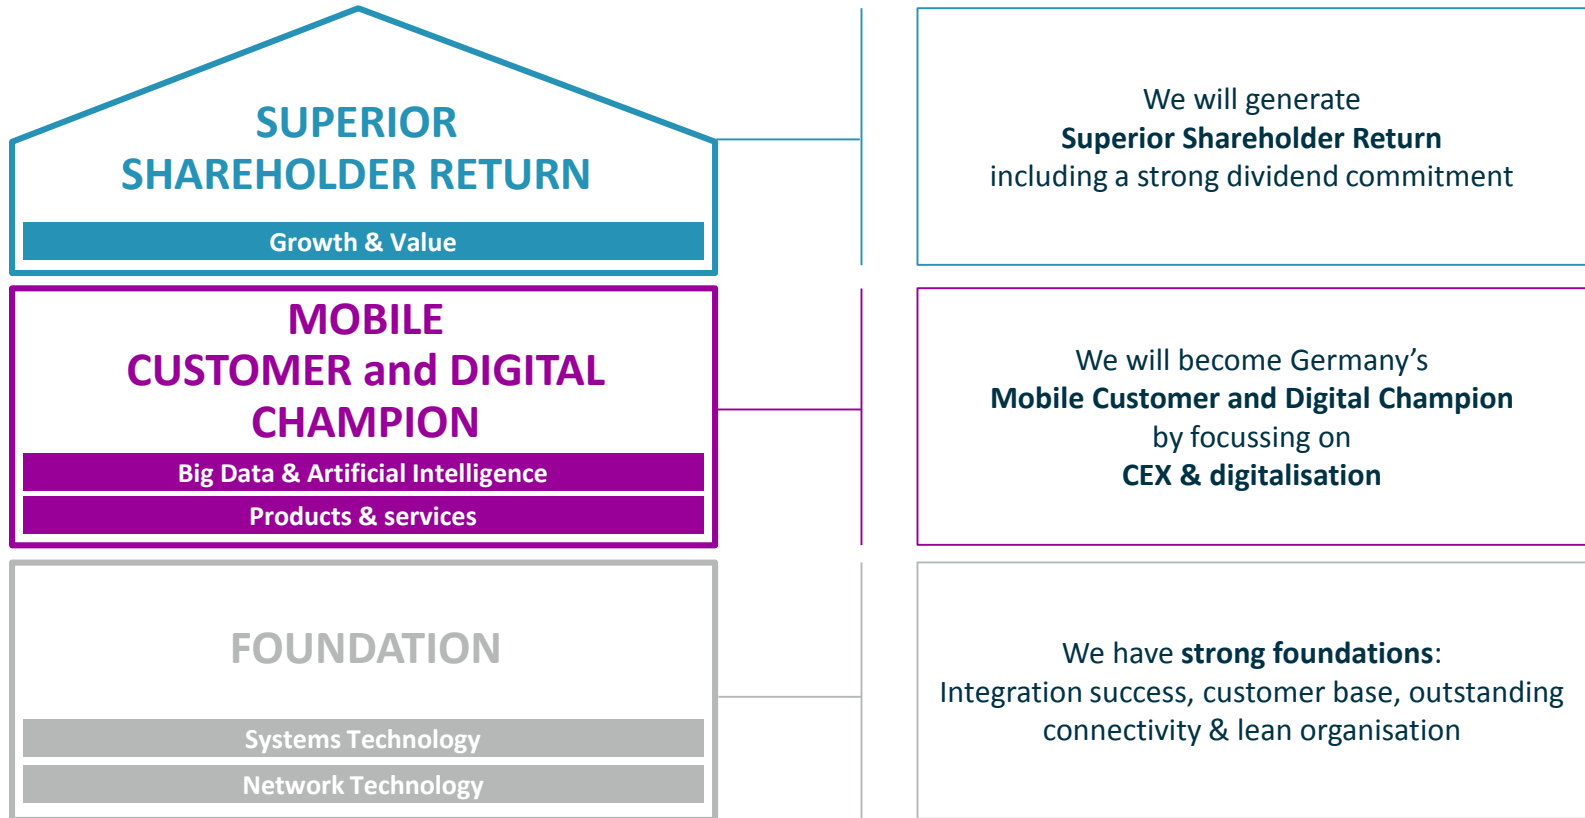 SUPERIOR
SHAREHOLDER RETURN
Growth & Value
We will generate
Superior Shareholder Return
including a strong dividend commitment
MOBILE
CUSTOMER and DIGITAL
CHAMPION
Big Data & Artificial Intelligence
Products & services
We will become Germany’s
Mobile Customer and Digital Champion
by focussing on
CEX & digitalisation
FOUNDATION
Systems Technology
Network Technology
We have strong foundations:
Integration success, customer base, outstanding
connectivity & lean organisation